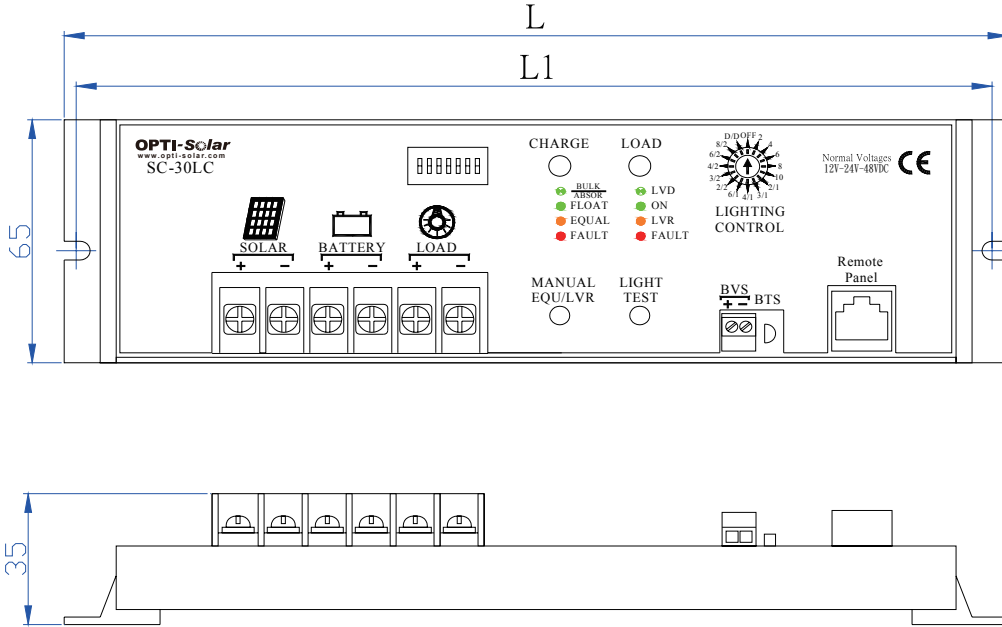 L
L1
65
OPTI-Solar
www.opti-solar.com
SC-30LC
CHARGE
LOAD
BULK
ABSOR
FLOAT
EQUAL
FAULT
LVD
ON
LVR
FAULT
D/D OFF 2
8/2 4
6/2 6
4/2 8
3/2 10
2/2 2/1
6/1 4/1 3/1
LIGHTING
CONTROL
Normal Voltages
12V-24V-48VDC
CE
SOLAR BATTERY LOAD
+ − + − + −
MANUAL
EQU/LVR
LIGHT
TEST
BVS
+ −
BTS
Remote
Panel
35